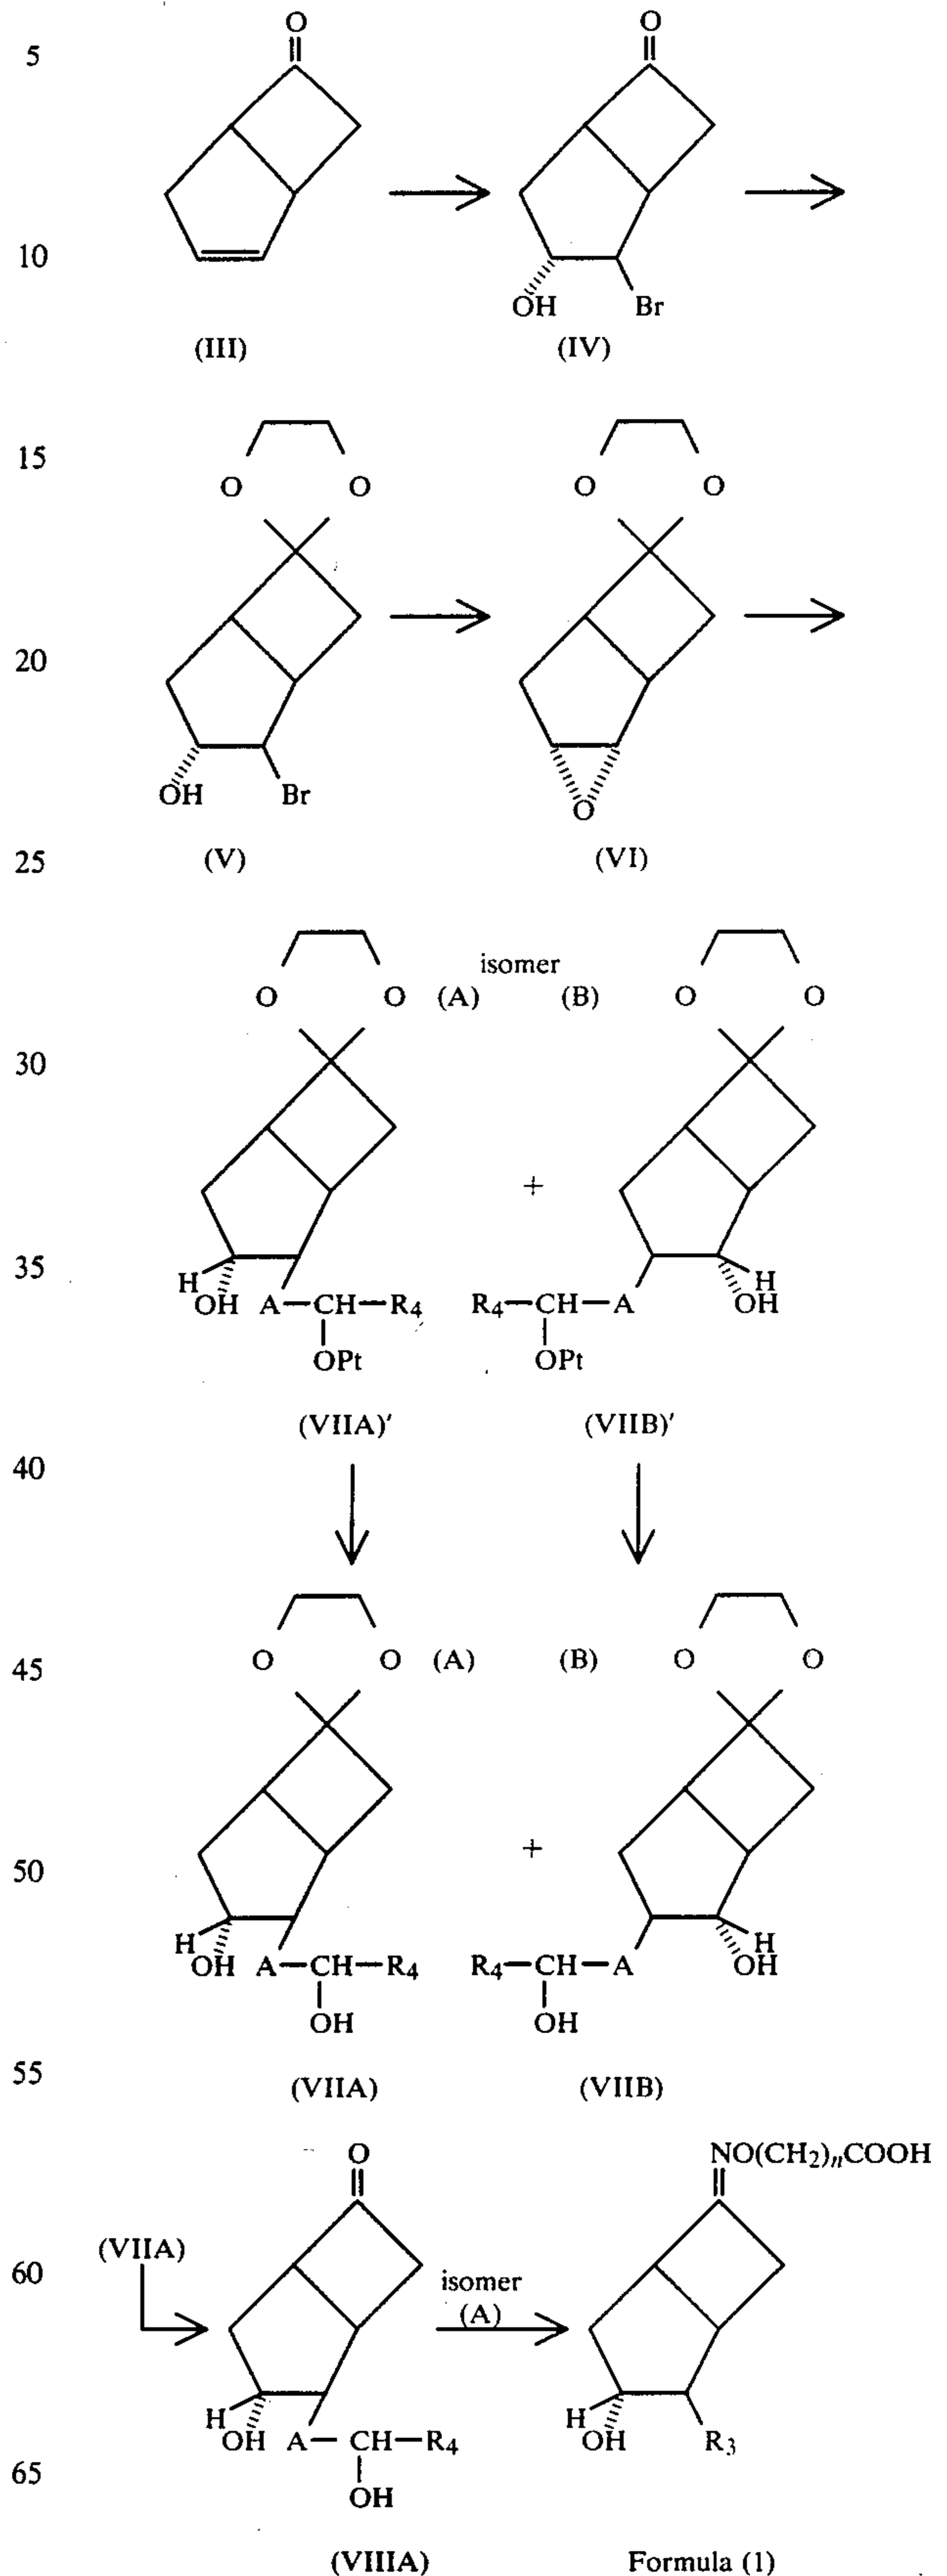 O O
5
10
OH Br
(III) (IV)
15
O O O O
20
OH Br O
25
(V) (VI)
isomer
O O (A) (B) O O
30
+
35
H H
OH A—CH—R4 R4—CH—A OH
OPt OPt
(VIIA)' (VIIB)'
40
45
O O (A) (B) O O
50
+
H H
OH A—CH—R4 R4—CH—A OH
OH OH
55
(VIIA) (VIIB)
O NO(CH2)nCOOH
(VIIA)
60
isomer
(A)
H H
OH A—CH—R4 OH R3
65
OH
(VIIIA) Formula (1)